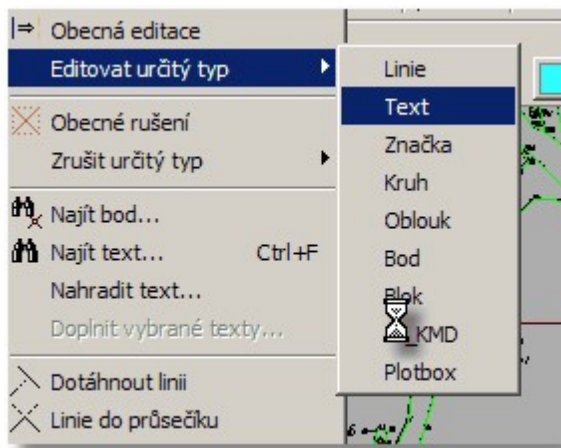 Obecná editace
Editovat určitý typ
Obecné rušení
Zrušit určitý typ
Najít bod...
Najít text... Ctrl+F
Nahradit text...
Doplnit vybrané texty...
Dotáhnout linii
Linie do průsečíku
Linie
Text
Značka
Kruh
Oblouk
Bod
Blok
_KMD
Plotbox